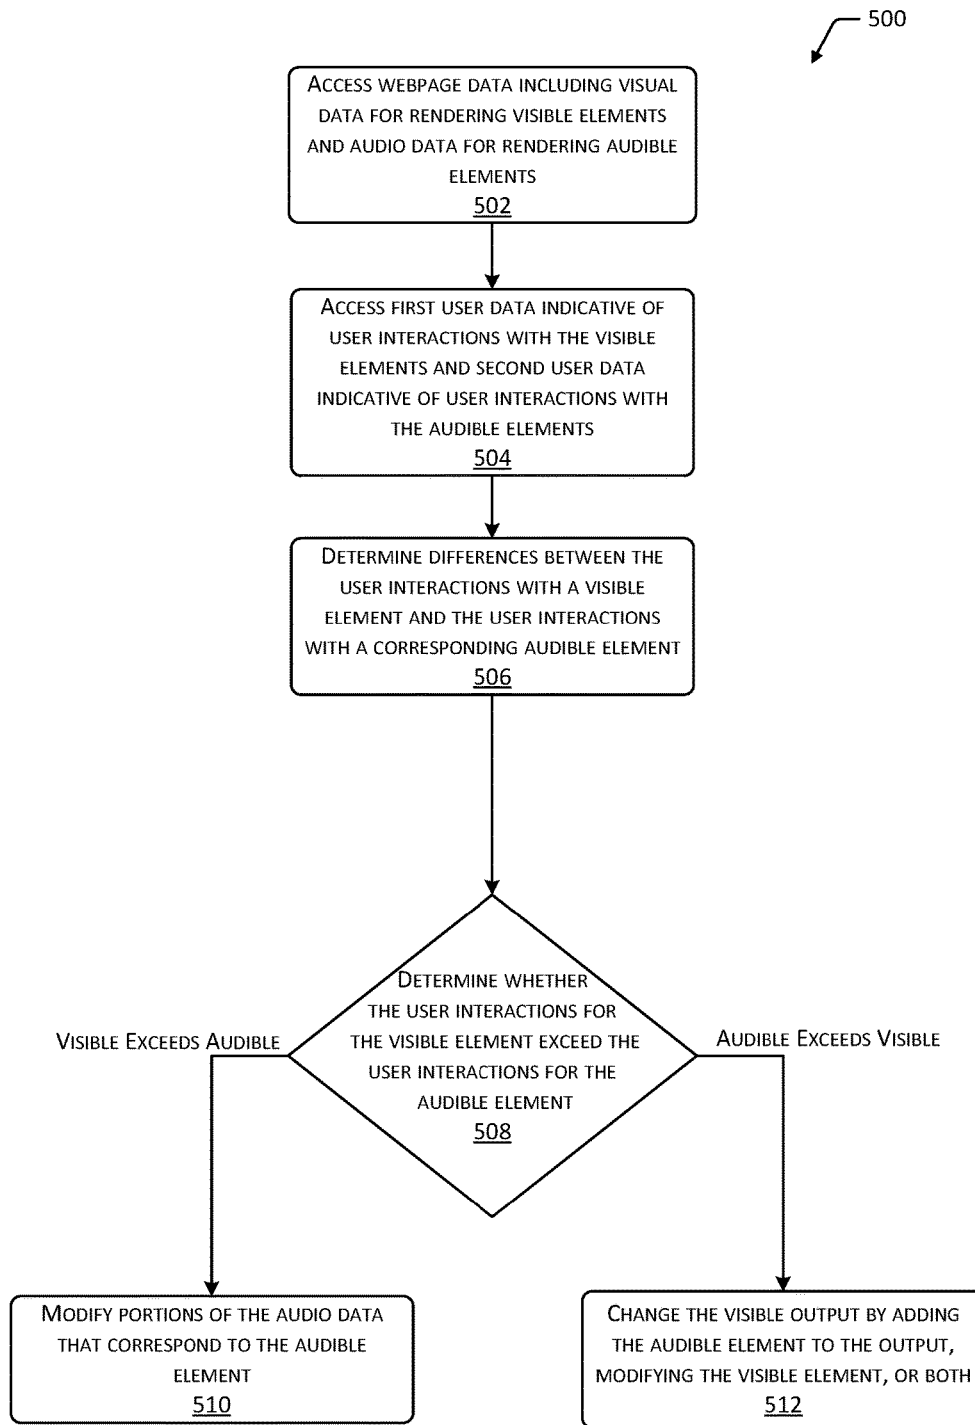 500
ACCESS WEBPAGE DATA INCLUDING VISUAL
DATA FOR RENDERING VISIBLE ELEMENTS
AND AUDIO DATA FOR RENDERING AUDIBLE
ELEMENTS
502
ACCESS FIRST USER DATA INDICATIVE OF
USER INTERACTIONS WITH THE VISIBLE
ELEMENTS AND SECOND USER DATA
INDICATIVE OF USER INTERACTIONS WITH
THE AUDIBLE ELEMENTS
504
DETERMINE DIFFERENCES BETWEEN THE
USER INTERACTIONS WITH A VISIBLE
ELEMENT AND THE USER INTERACTIONS
WITH A CORRESPONDING AUDIBLE ELEMENT
506
DETERMINE WHETHER
THE USER INTERACTIONS FOR
THE VISIBLE ELEMENT EXCEED THE
USER INTERACTIONS FOR THE
AUDIBLE ELEMENT
508
VISIBLE EXCEEDS AUDIBLE
AUDIBLE EXCEEDS VISIBLE
MODIFY PORTIONS OF THE AUDIO DATA
THAT CORRESPOND TO THE AUDIBLE
ELEMENT
510
CHANGE THE VISIBLE OUTPUT BY ADDING
THE AUDIBLE ELEMENT TO THE OUTPUT,
MODIFYING THE VISIBLE ELEMENT, OR BOTH
512